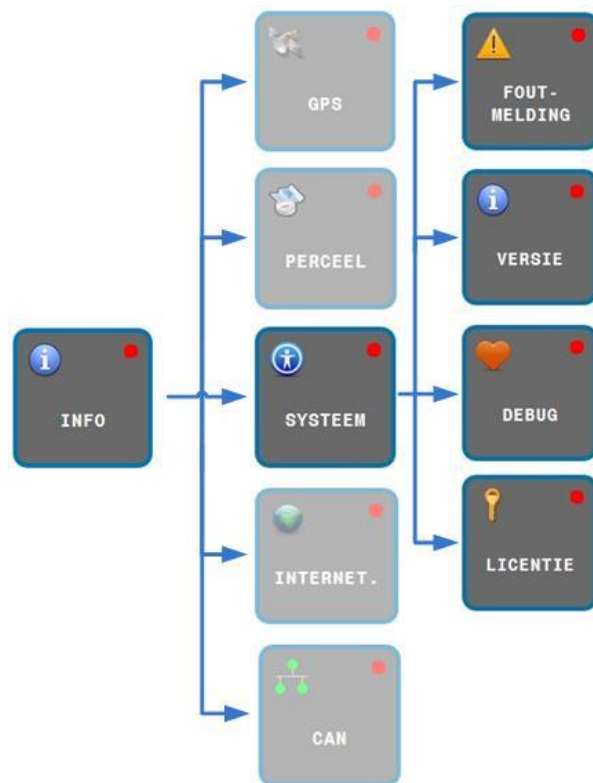 INFO
GPS
PERCEEL
SYSTEEM
INTERNET.
CAN
FOUT-
MELDING
VERSIE
DEBUG
LICENTIE